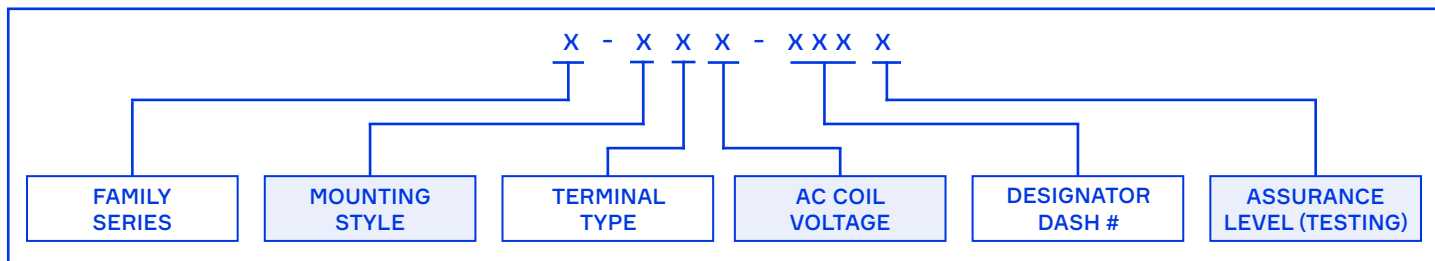 X - X X X - XXX X
FAMILY
SERIES
MOUNTING
STYLE
TERMINAL
TYPE
AC COIL
VOLTAGE
DESIGNATOR
DASH #
ASSURANCE
LEVEL (TESTING)